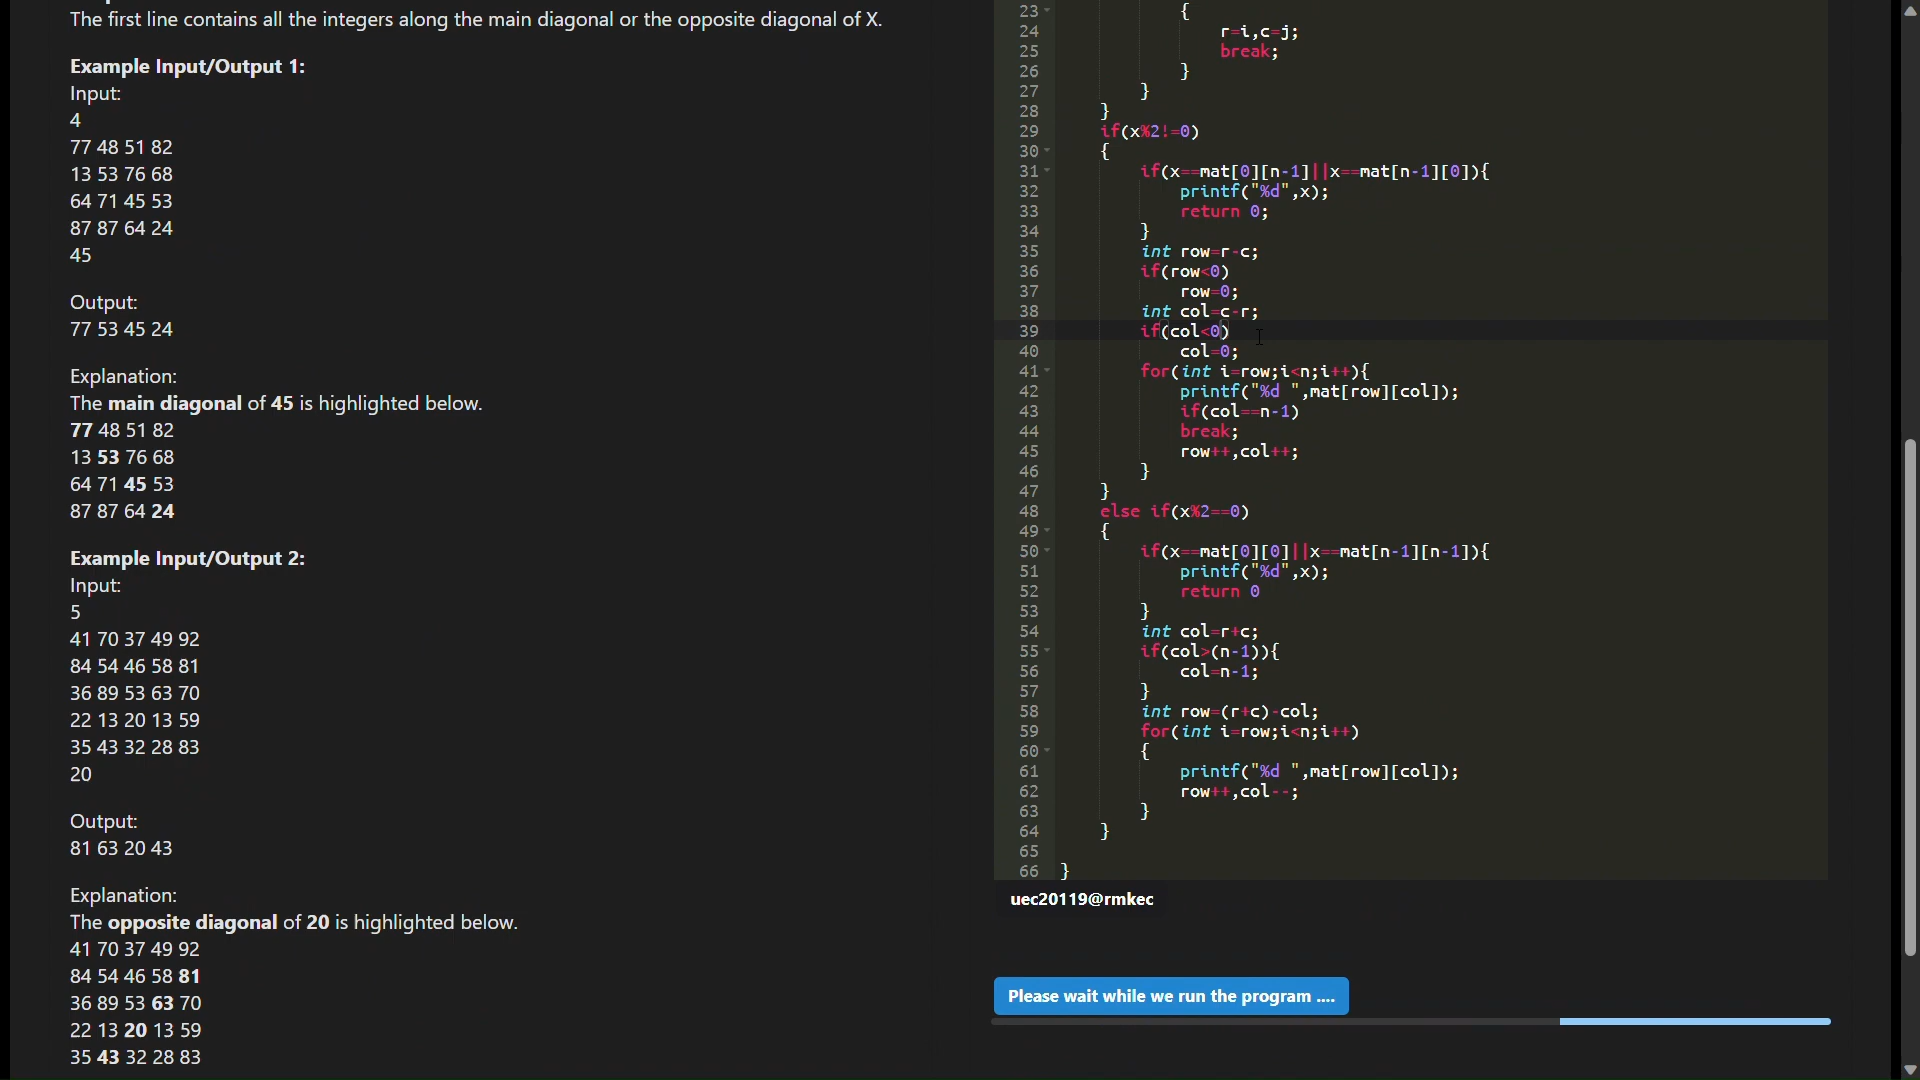 The first line contains all the integers along the main diagonal or the opposite diagonal of X.
Example Input/Output 1:
Input:
4
77 48 51 82
13 53 76 68
64 71 45 53
87 87 64 24
45
Output:
77 53 45 24
Explanation:
The main diagonal of 45 is highlighted below.
77 48 51 82
13 53 76 68
64 71 45 53
87 87 64 24
Example Input/Output 2:
Input:
5
41 70 37 49 92
84 54 46 58 81
36 89 53 63 70
22 13 20 13 59
35 43 32 28 83
20
Output:
81 63 20 43
Explanation:
The opposite diagonal of 20 is highlighted below.
41 70 37 49 92
84 54 46 58 81
36 89 53 63 70
22 13 20 13 59
35 43 32 28 83
23 {
24 r=i,c=j;
25 break;
26 }
27 }
28 }
29 if(x%2!=0)
30 {
31 if(x==mat[0][n-1]||x==mat[n-1][0]){
32 printf("%d",x);
33 return 0;
34 }
35 int row=r-c;
36 if(row<0)
37 row=0;
38 int col=c-r;
39 if(col<0)
40 col=0;
41 for(int i=row;i<n;i++){
42 printf("%d ",mat[row][col]);
43 if(col==n-1)
44 break;
45 row++,col++;
46 }
47 }
48 else if(x%2==0)
49 {
50 if(x==mat[0][0]||x==mat[n-1][n-1]){
51 printf("%d",x);
52 return 0
53 }
54 int col=r+c;
55 if(col>(n-1)){
56 col=n-1;
57 }
58 int row=(r+c)-col;
59 for(int i=row;i<n;i++)
60 {
61 printf("%d ",mat[row][col]);
62 row++,col--;
63 }
64 }
65
66 }
uec20119@rmkec
Please wait while we run the program ....